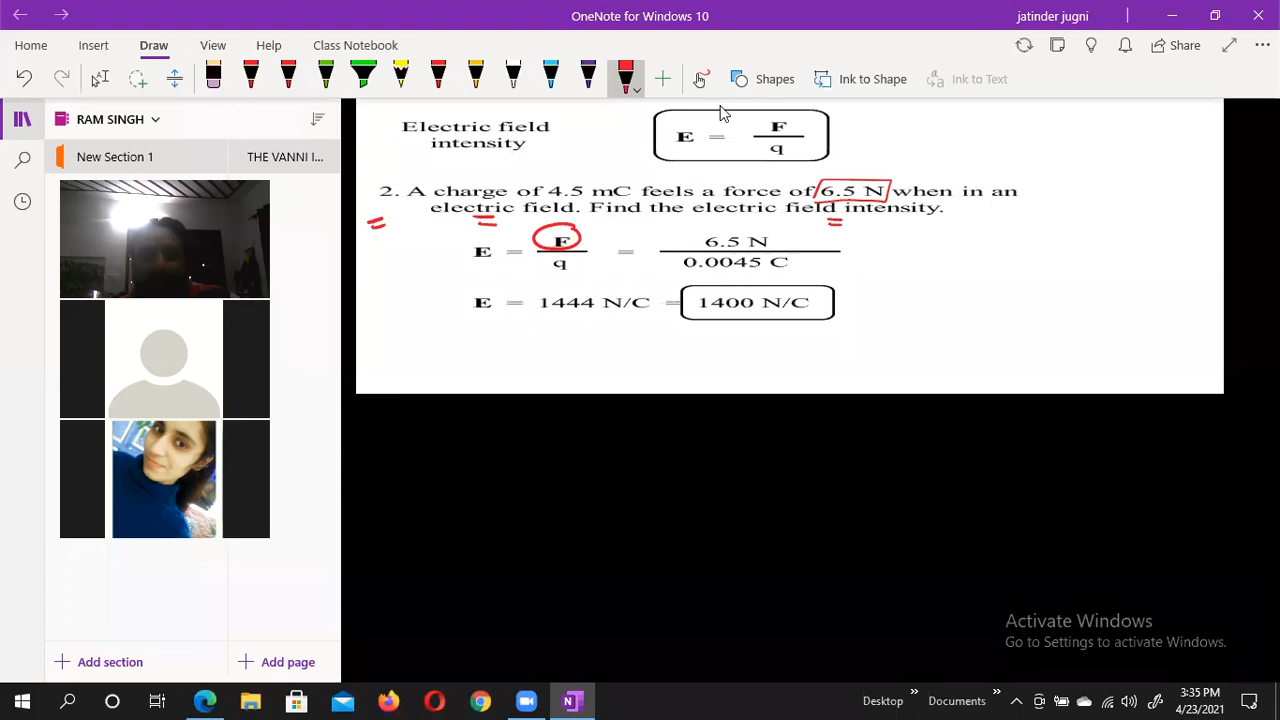 OneNote for Windows 10
jatinder jugni
Home
Insert
Draw
View
Help
Class Notebook
Share
Shapes
Ink to Shape
Ink to Text
RAM SINGH
New Section 1
THE VANNI I...
Electric field
intensity
E = F
q
2. A charge of 4.5 mC feels a force of 6.5 N when in an
electric field. Find the electric field intensity.
E = F = 6.5 N
q 0.0045 C
E = 1444 N/C = 1400 N/C
Activate Windows
Go to Settings to activate Windows.
Add section
Add page
Desktop
Documents
3:35 PM
4/23/2021